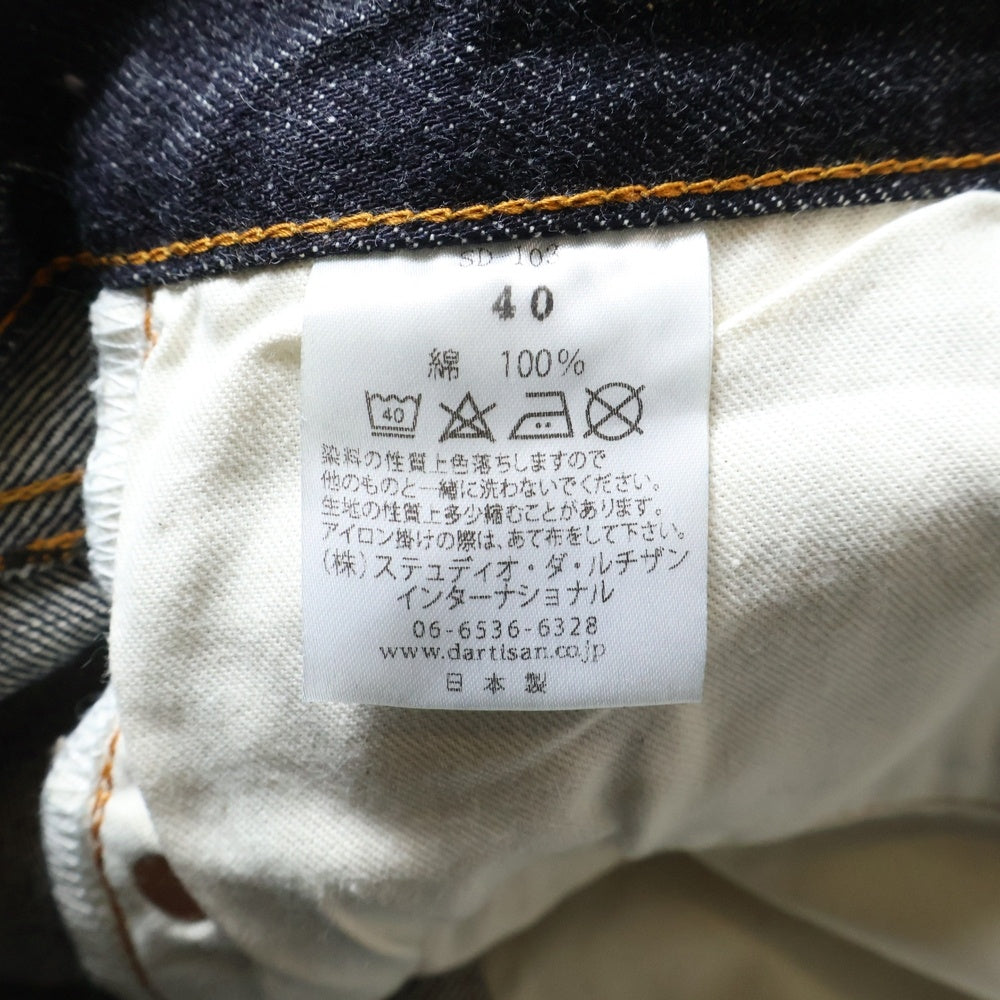 SD-103
40
綿 100%
40
染料の性質上色落ちしますので
他のものと一緒に洗わないでください。
生地の性質上多少縮むことがあります。
アイロン掛けの際は、あて布をして下さい。
(株)ステュディオ・ダ・ルチザン
インターナショナル
06-6536-6328
www.dartisan.co.jp
日本製